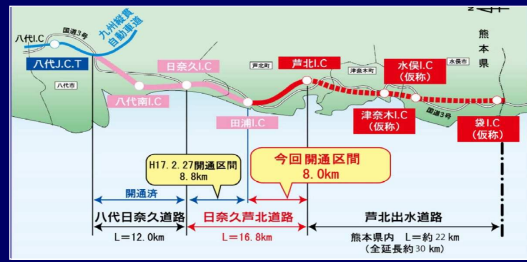 国道3号
九州縦貫
自動車道
八代I.C
八代J.C.T
八代市
日奈久I.C
八代南I.C
芦北町
芦北I.C
田浦I.C
津奈木町
水俣I.C
(仮称)
水俣市
熊本県
津奈木I.C
(仮称)
国道3号
袋I.C
(仮称)
H17.2.27開通区間
8.8km
今回開通区間
8.0km
開通済
八代日奈久道路
L=12.0km
日奈久芦北道路
L=16.8km
芦北出水道路
熊本県内 L=約22km
(全延長約30km)